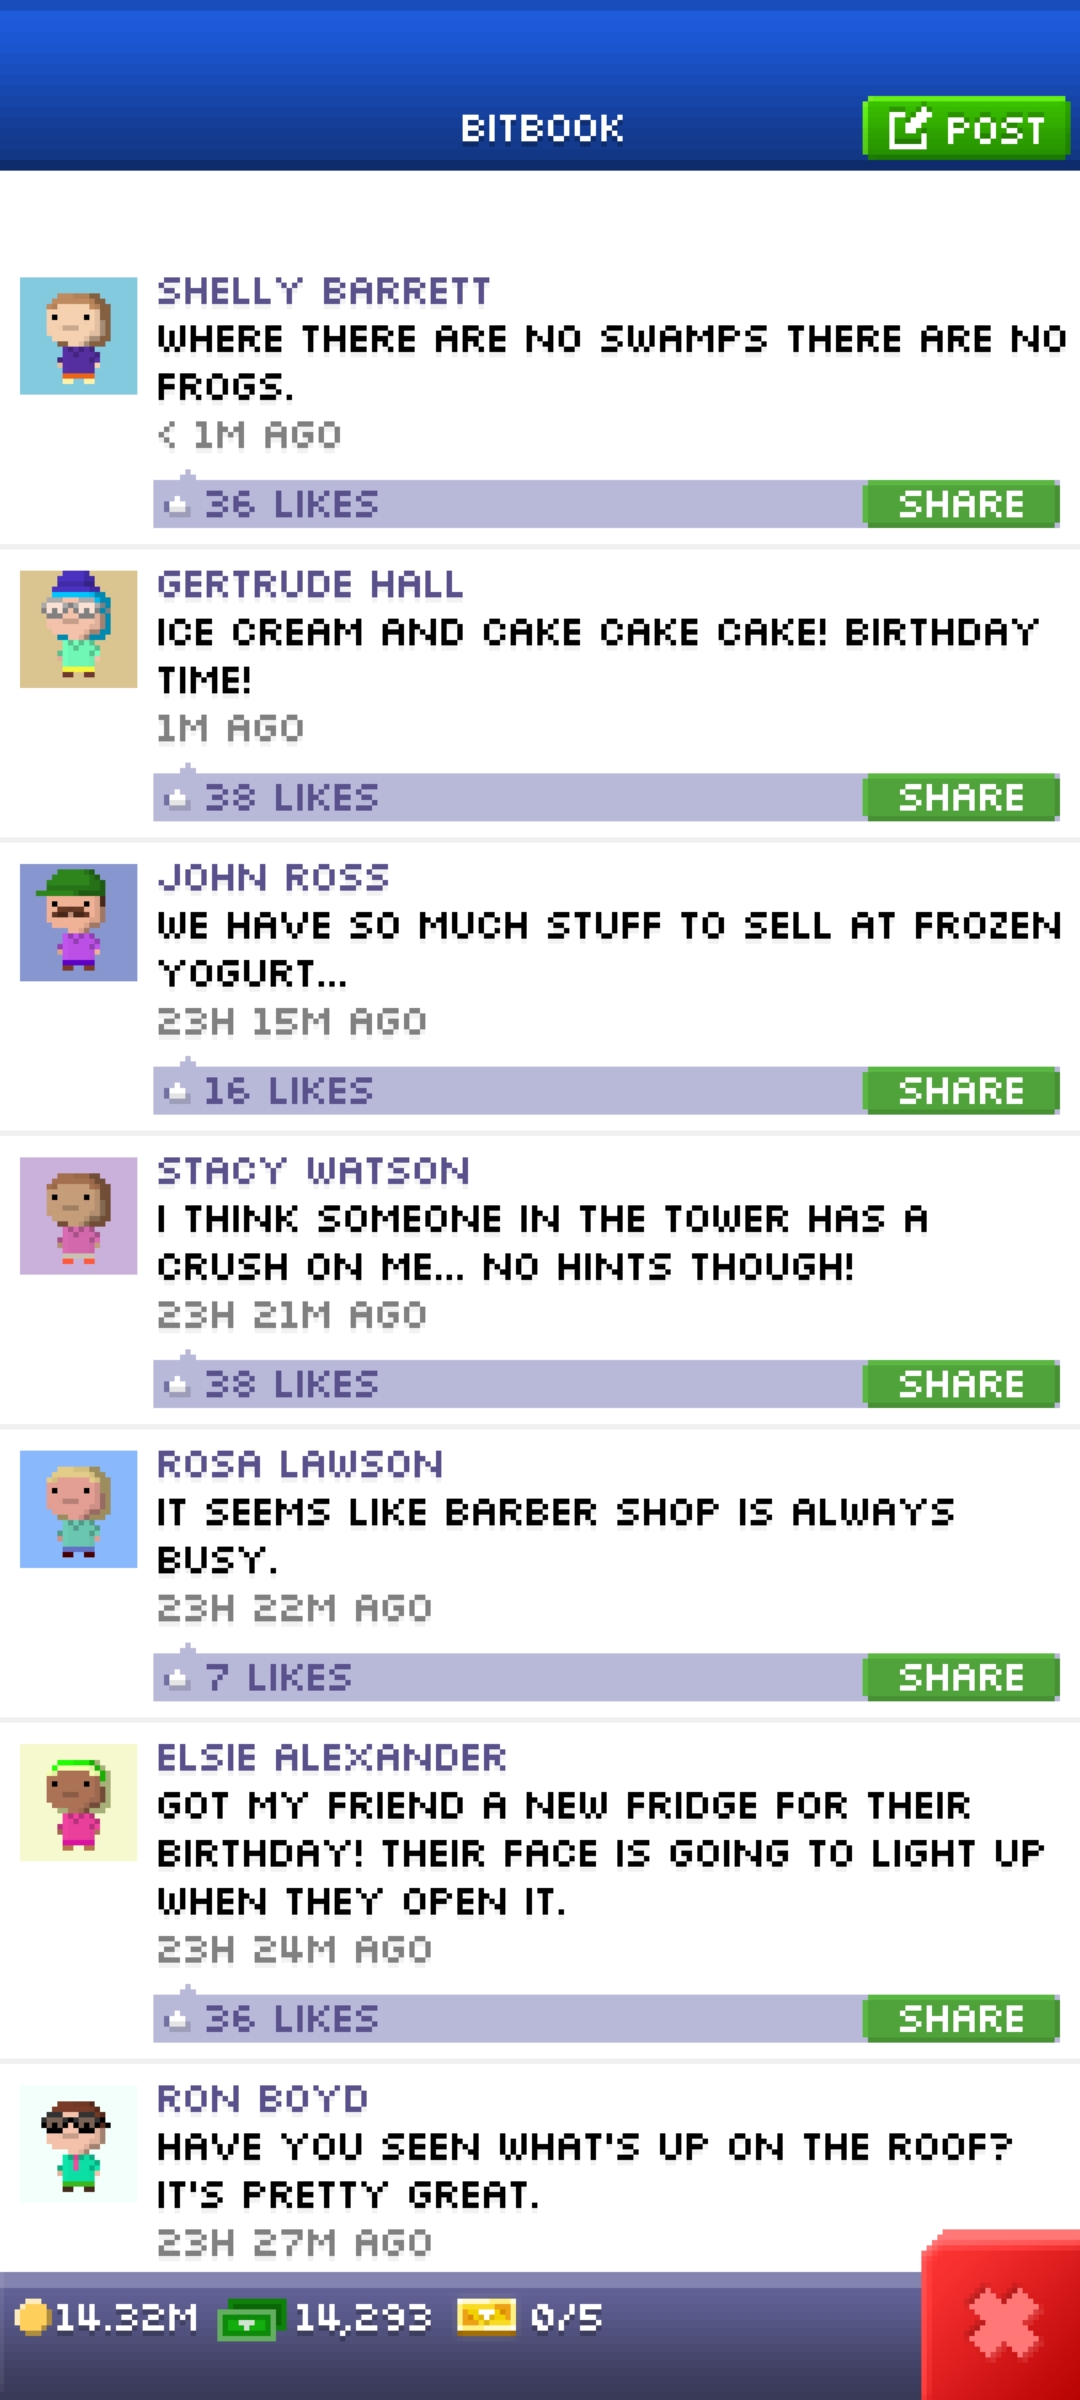 BITBOOK
POST
SHELLY BARRETT
WHERE THERE ARE NO SWAMPS THERE ARE NO
FROGS.
< 1M AGO
36 LIKES
SHARE
GERTRUDE HALL
ICE CREAM AND CAKE CAKE CAKE! BIRTHDAY
TIME!
1M AGO
38 LIKES
SHARE
JOHN ROSS
WE HAVE SO MUCH STUFF TO SELL AT FROZEN
YOGURT...
23H 15M AGO
16 LIKES
SHARE
STACY WATSON
I THINK SOMEONE IN THE TOWER HAS A
CRUSH ON ME... NO HINTS THOUGH!
23H 21M AGO
38 LIKES
SHARE
ROSA LAWSON
IT SEEMS LIKE BARBER SHOP IS ALWAYS
BUSY.
23H 22M AGO
7 LIKES
SHARE
ELSIE ALEXANDER
GOT MY FRIEND A NEW FRIDGE FOR THEIR
BIRTHDAY! THEIR FACE IS GOING TO LIGHT UP
WHEN THEY OPEN IT.
23H 24M AGO
36 LIKES
SHARE
RON BOYD
HAVE YOU SEEN WHAT'S UP ON THE ROOF?
IT'S PRETTY GREAT.
23H 27M AGO
14.32M 14,293 0/5